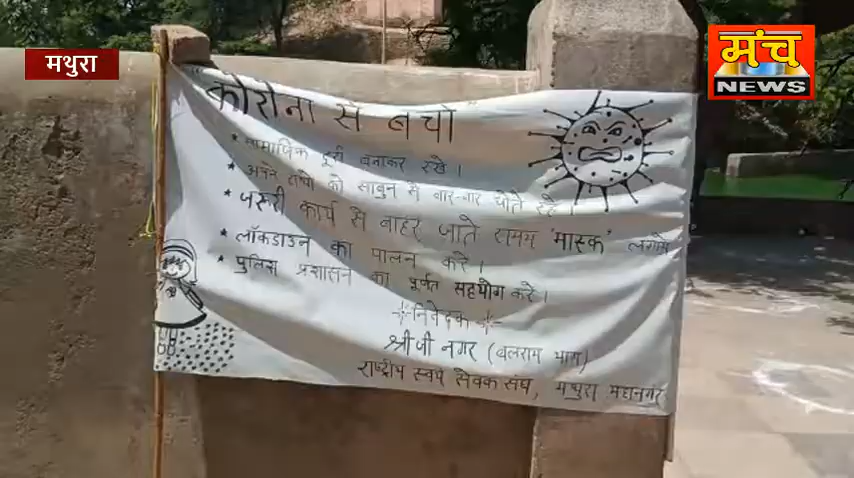 मथुरा
मंच
NEWS
"कोरोना से बचो"
* सामाजिक दूरी बनाकर रखे।
* अपने हाथो को साबुन से बार-बार धोते रहे।
* जरुरी कार्य से बाहर जाते समय "मास्क" लगाये
* लॉकडाउन का पालन करे।
* पुलिस प्रशासन का पूर्णत सहयोग करे।
निवेदक
श्री जी नगर (बलराम भाग)
राष्ट्रीय स्वयं सेवक संघ, मथुरा महानगर